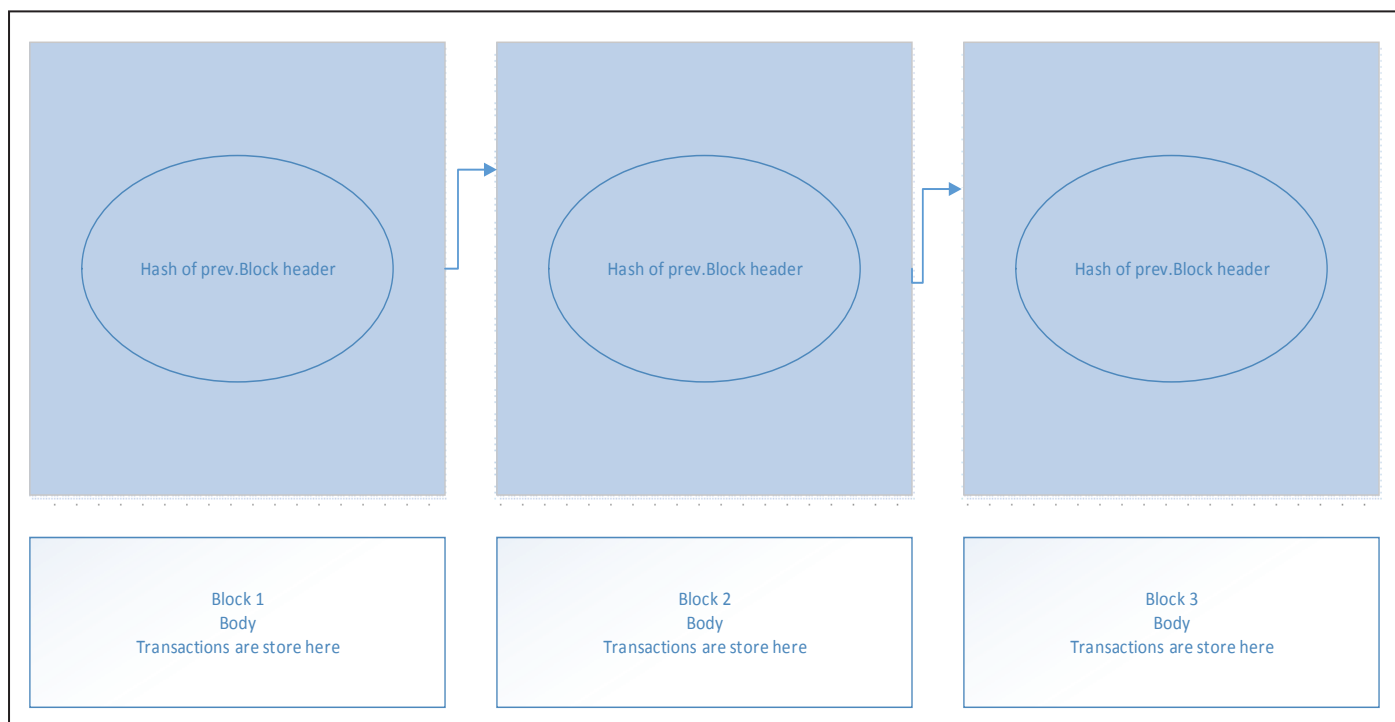 Hash of prev.Block header
Hash of prev.Block header
Hash of prev.Block header
Block 1
Body
Transactions are store here
Block 2
Body
Transactions are store here
Block 3
Body
Transactions are store here